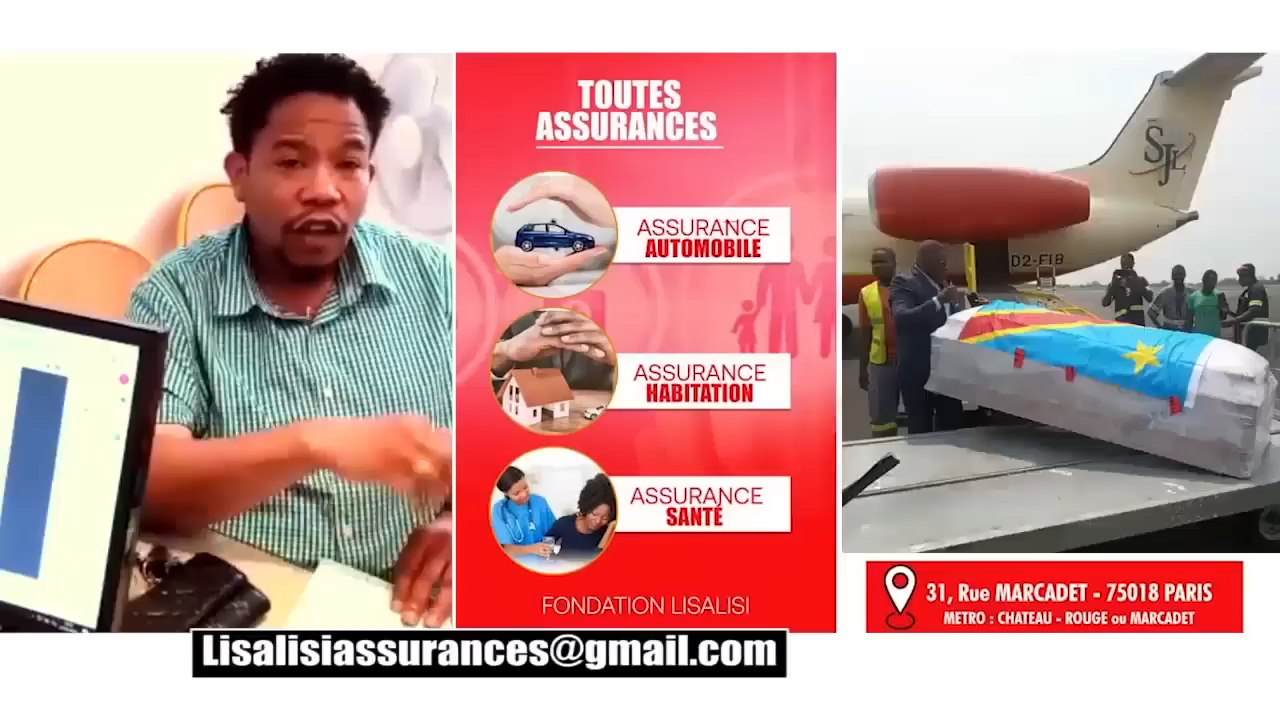 TOUTES
ASSURANCES
ASSURANCE
AUTOMOBILE
ASSURANCE
HABITATION
ASSURANCE
SANTÉ
FONDATION LISALISI
Lisalisiassurances@gmail.com
SJL
D2-FIB
31, Rue MARCADET - 75018 PARIS
METRO : CHATEAU - ROUGE ou MARCADET